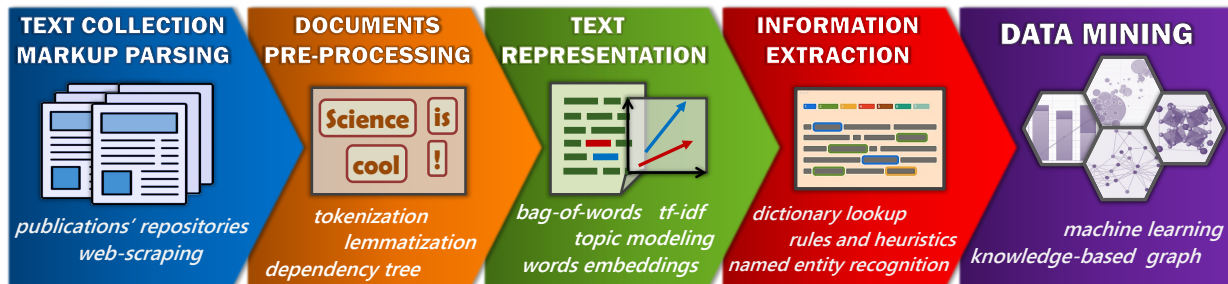 TEXT COLLECTION
MARKUP PARSING
publications' repositories
web-scraping
DOCUMENTS
PRE-PROCESSING
Science
is
cool
!
tokenization
lemmatization
dependency tree
TEXT
REPRESENTATION
bag-of-words tf-idf
topic modeling
words embeddings
INFORMATION
EXTRACTION
dictionary lookup
rules and heuristics
named entity recognition
DATA MINING
machine learning
knowledge-based graph